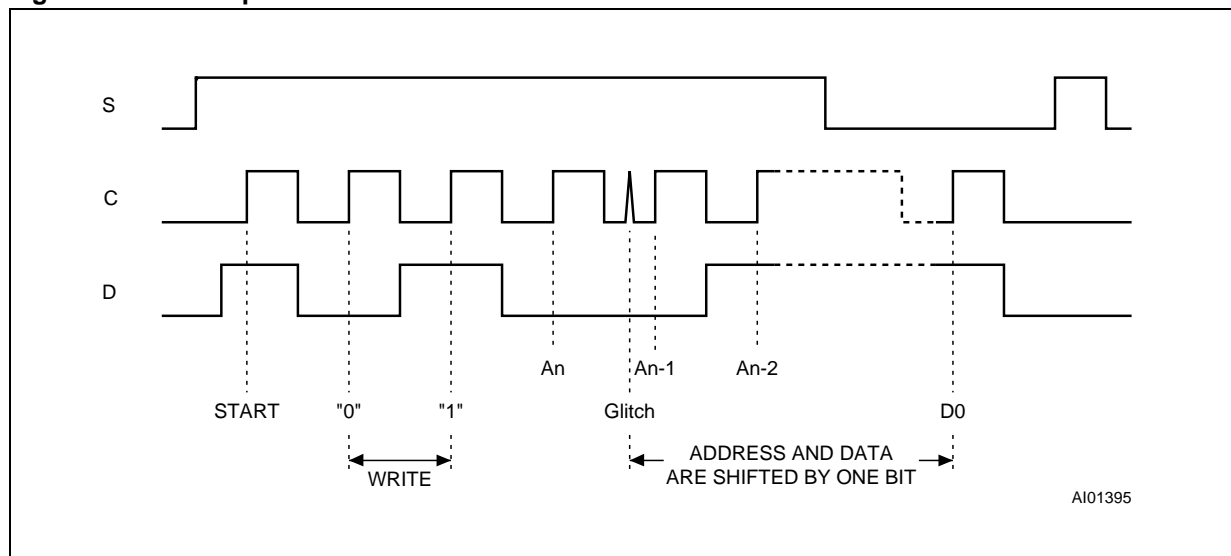 S
C
D
An An-1 An-2
START "0" "1" Glitch D0
WRITE
ADDRESS AND DATA
ARE SHIFTED BY ONE BIT
AI01395